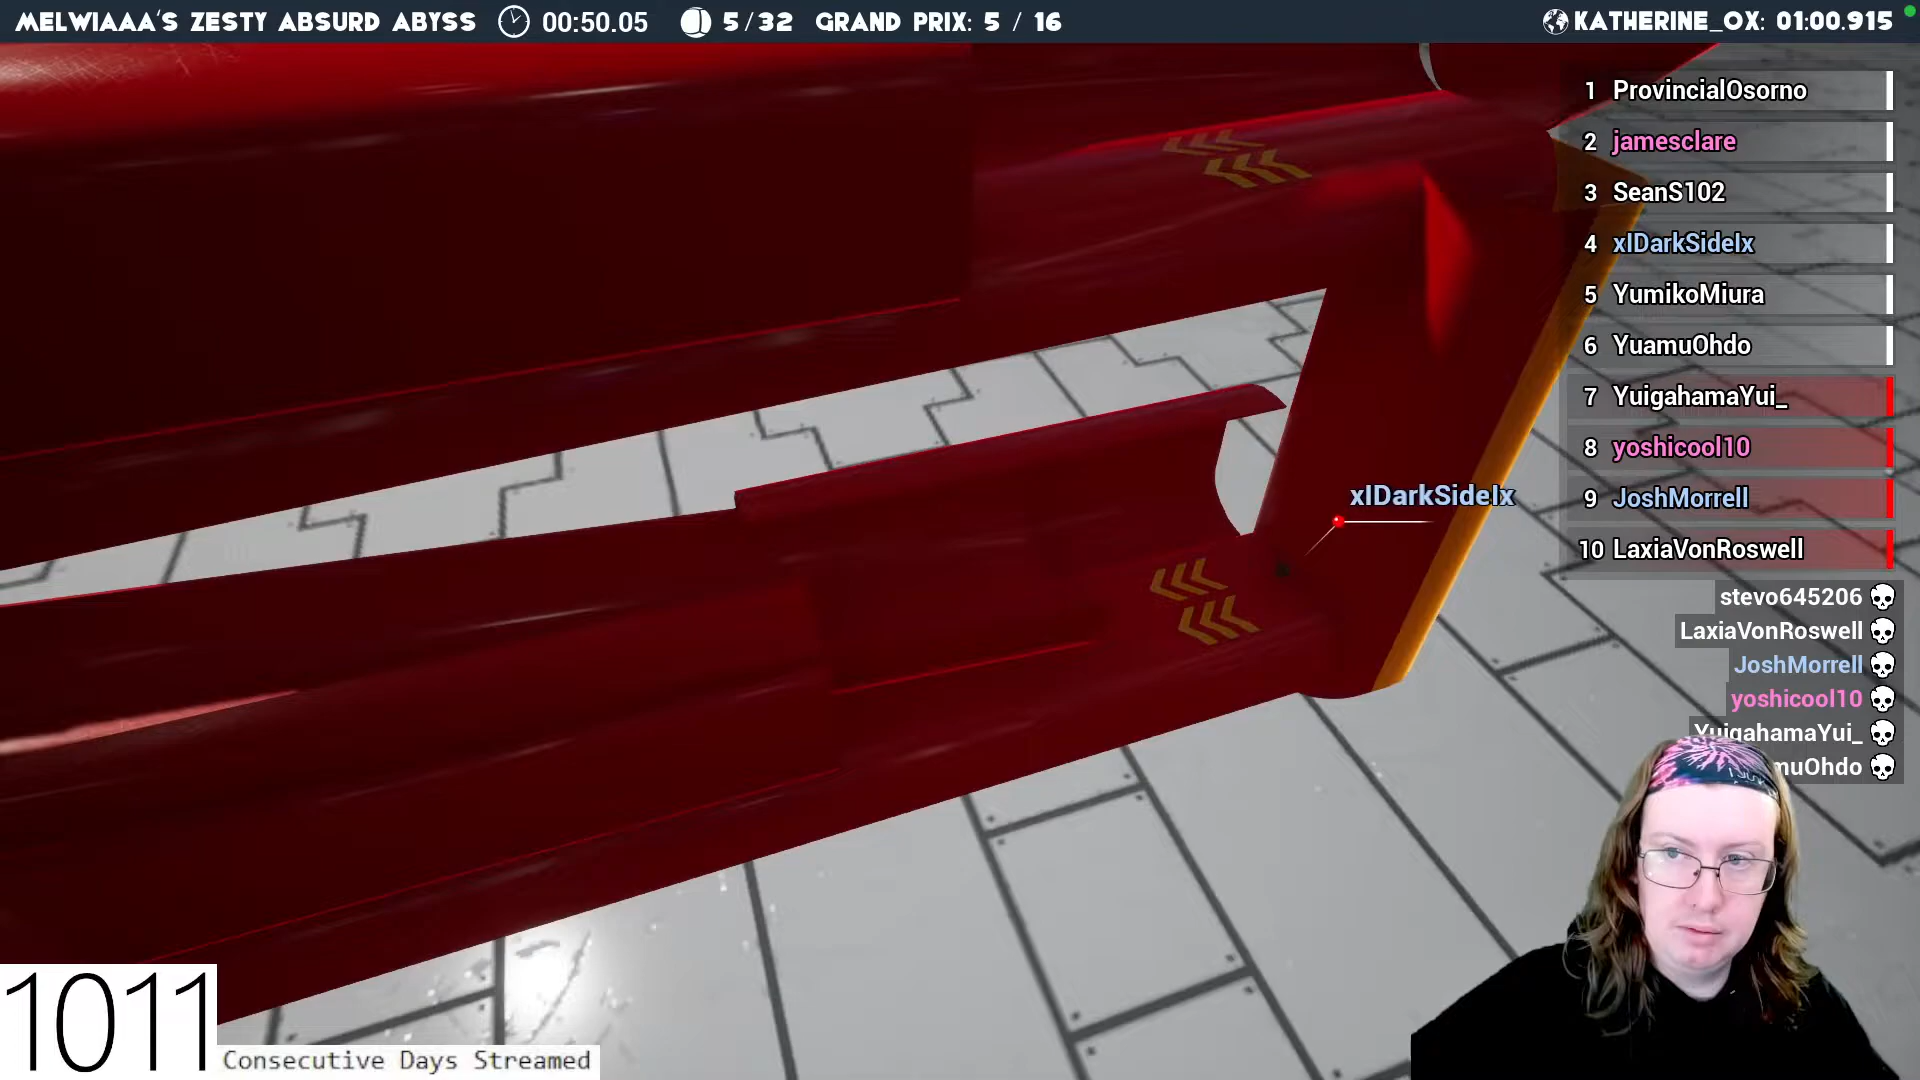 MELWIAAA'S ZESTY ABSURD ABYSS 00:50.05 5/32 GRAND PRIX: 5 / 16 KATHERINE_OX: 01:00.915
1 ProvincialOsorno
2 jamesclare
3 SeanS102
4 xIDarkSideIx
5 YumikoMiura
6 YuamuOhdo
7 YuigahamaYui_
8 yoshicool10
9 JoshMorrell
10 LaxiaVonRoswell
xIDarkSideIx
stevo645206
LaxiaVonRoswell
JoshMorrell
yoshicool10
YuigahamaYui_
muOhdo
1011
Consecutive Days Streamed